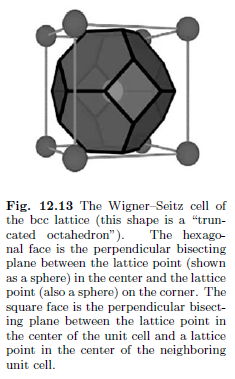 Fig. 12.13 The Wigner–Seitz cell of
the bcc lattice (this shape is a “trun-
cated octahedron”). The hexago-
nal face is the perpendicular bisecting
plane between the lattice point (shown
as a sphere) in the center and the lattice
point (also a sphere) on the corner. The
square face is the perpendicular bisect-
ing plane between the lattice point in
the center of the unit cell and a lattice
point in the center of the neighboring
unit cell.